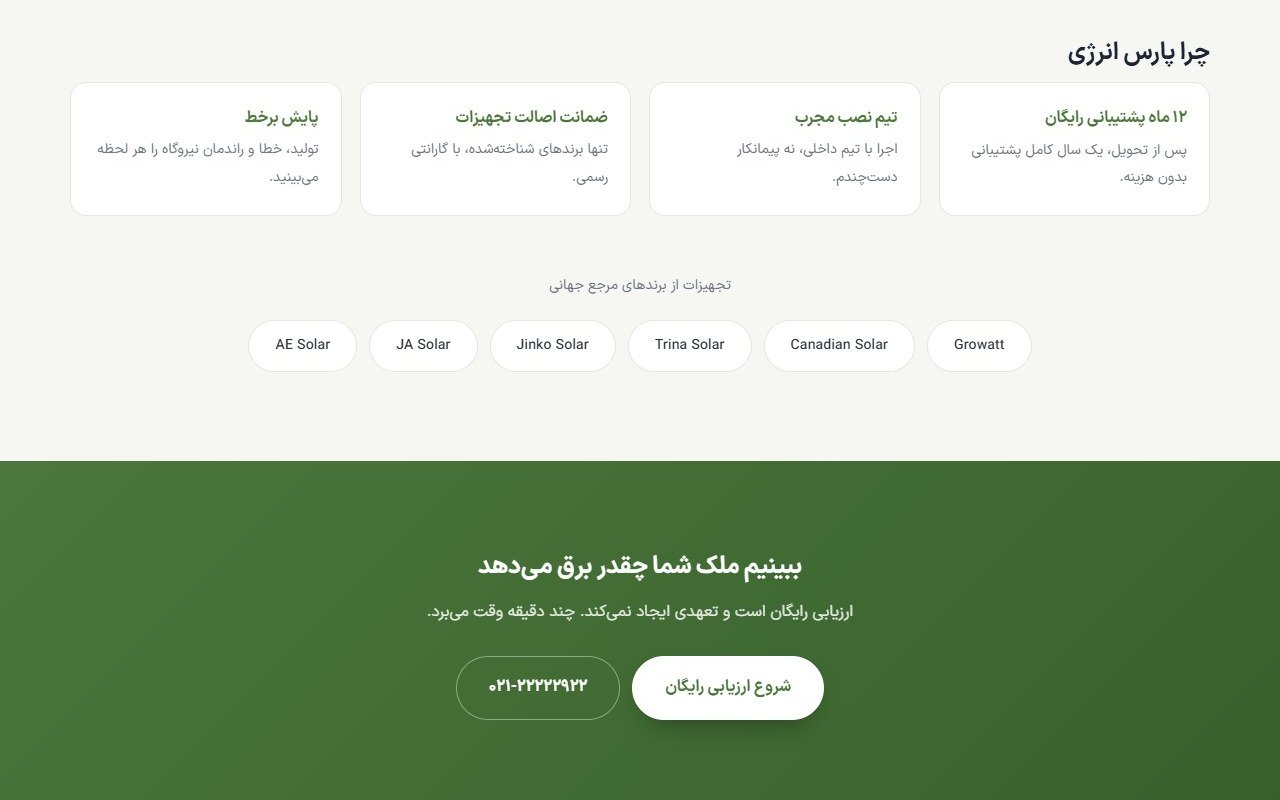 چرا پارس انرژی
۱۲ ماه پشتیبانی رایگان
پس از تحویل، یک سال کامل پشتیبانی
بدون هزینه.
تیم نصب مجرب
اجرا با تیم داخلی، نه پیمانکار
دست‌چندم.
ضمانت اصالت تجهیزات
تنها برندهای شناخته‌شده، با گارانتی
رسمی.
پایش برخط
تولید، خطا و راندمان نیروگاه را هر لحظه
می‌بینید.
تجهیزات از برندهای مرجع جهانی
Growatt
Canadian Solar
Trina Solar
Jinko Solar
JA Solar
AE Solar
ببینیم ملک شما چقدر برق می‌دهد
ارزیابی رایگان است و تعهدی ایجاد نمی‌کند. چند دقیقه وقت می‌برد.
شروع ارزیابی رایگان
۰۲۱-۲۲۲۲۲۹۲۲